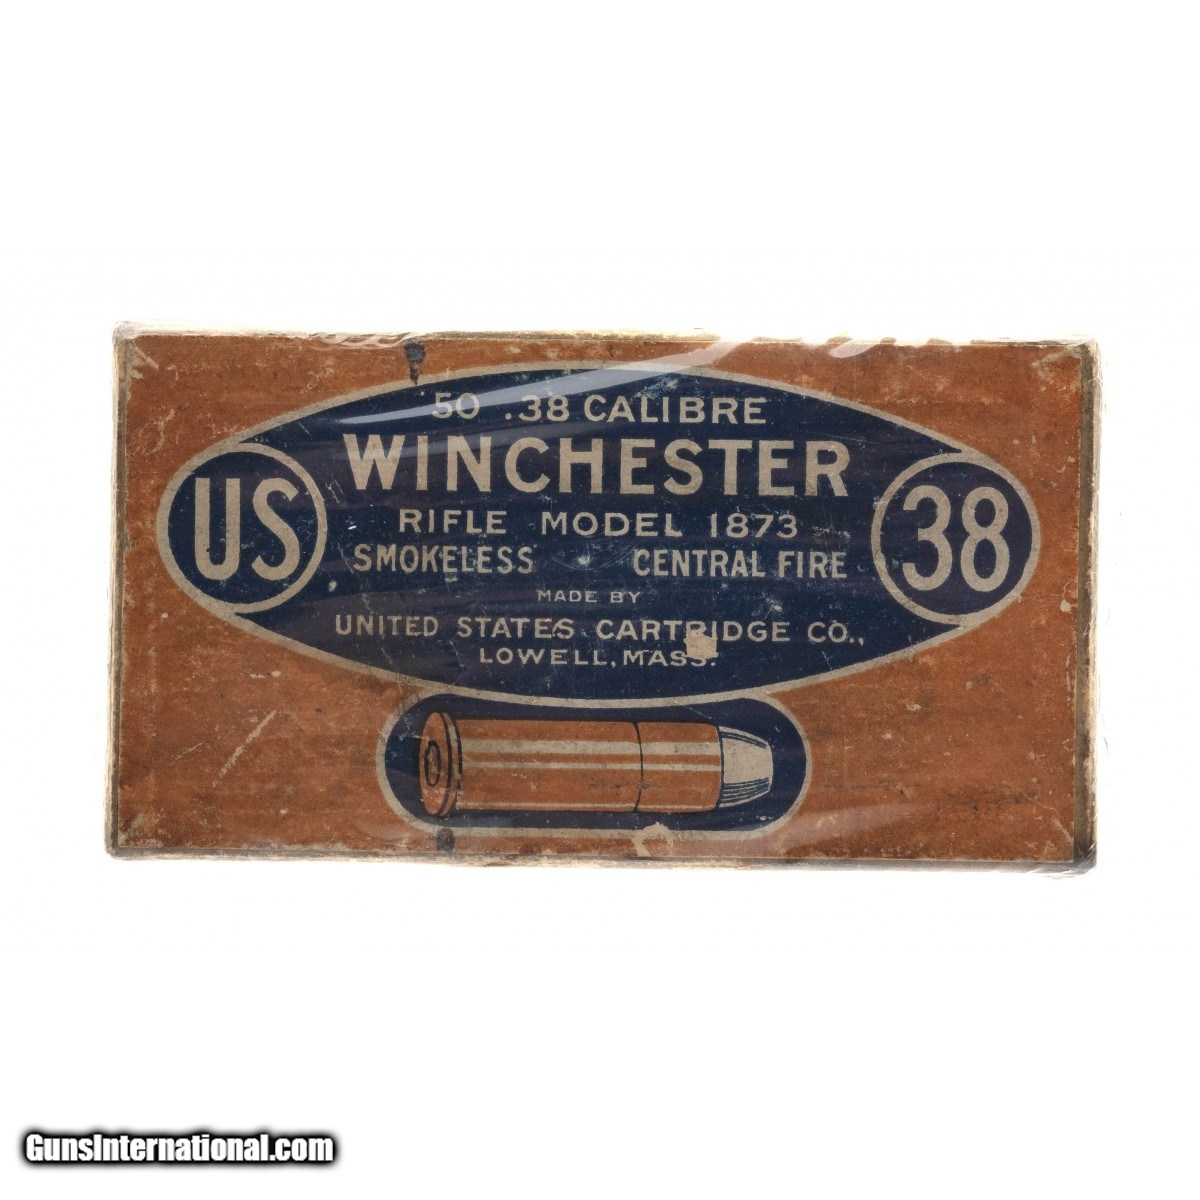 50 .38 CALIBRE
WINCHESTER
RIFLE MODEL 1873
SMOKELESS CENTRAL FIRE
MADE BY
UNITED STATES CARTRIDGE CO.,
LOWELL, MASS.
US
38
GunsInternational.com